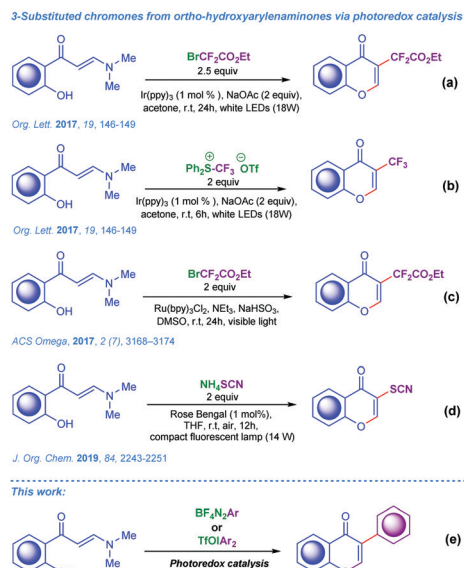 3-Substituted chromones from ortho-hydroxyarylenaminones via photoredox catalysis
O
N
Me
Me
OH
BrCF₂CO₂Et
2.5 equiv
Ir(ppy)₃ (1 mol % ), NaOAc (2 equiv),
acetone, r.t, 24h, white LEDs (18W)
O
CF₂CO₂Et
O
(a)
Org. Lett. 2017, 19, 146-149
O
N
Me
Me
OH
⊕ ⊖
Ph₂S-CF₃ OTf
2 equiv
Ir(ppy)₃ (1 mol % ), NaOAc (2 equiv),
acetone, r.t, 6h, white LEDs (18W)
O
CF₃
O
(b)
Org. Lett. 2017, 19, 146-149
O
N
Me
Me
OH
BrCF₂CO₂Et
2 equiv
Ru(bpy)₃Cl₂, NEt₃, NaHSO₃,
DMSO, r.t, 24h, visible light
O
CF₂CO₂Et
O
(c)
ACS Omega, 2017, 2 (7), 3168–3174
O
N
Me
Me
OH
NH₄SCN
2 equiv
Rose Bengal (1 mol%),
THF, r.t, air, 12h,
compact fluorescent lamp (14 W)
O
SCN
O
(d)
J. Org. Chem. 2019, 84, 2243-2251
This work:
O
N
Me
Me
BF₄N₂Ar
or
TfOIAr₂
Photoredox catalysis
O
(e)